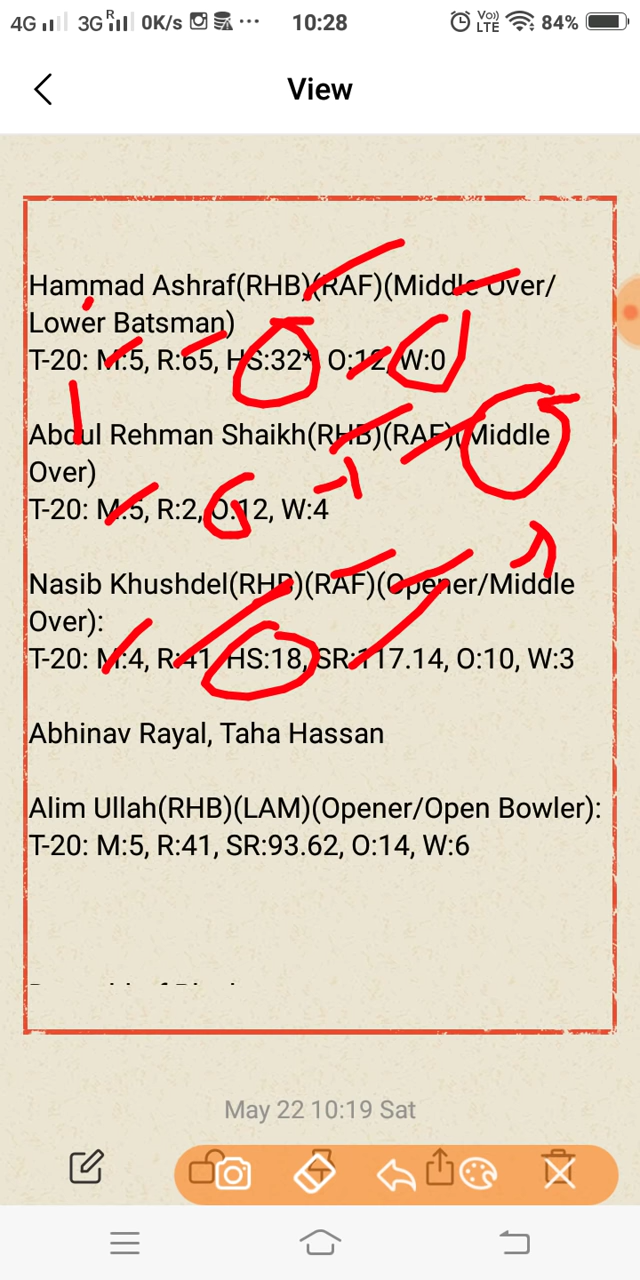 4G 3G R 0K/s ... 10:28 Vo)) LTE 84%
View
Hammad Ashraf(RHB)(RAF)(Middle Over/
Lower Batsman)
T-20: M:5, R:65, HS:32* O:12, W:0
Abdul Rehman Shaikh(RHB)(RAF)(Middle
Over)
T-20: M:5, R:2, O:12, W:4
Nasib Khushdel(RHB)(RAF)(Opener/Middle
Over):
T-20: M:4, R:41, HS:18, SR:117.14, O:10, W:3
Abhinav Rayal, Taha Hassan
Alim Ullah(RHB)(LAM)(Opener/Open Bowler):
T-20: M:5, R:41, SR:93.62, O:14, W:6
May 22 10:19 Sat